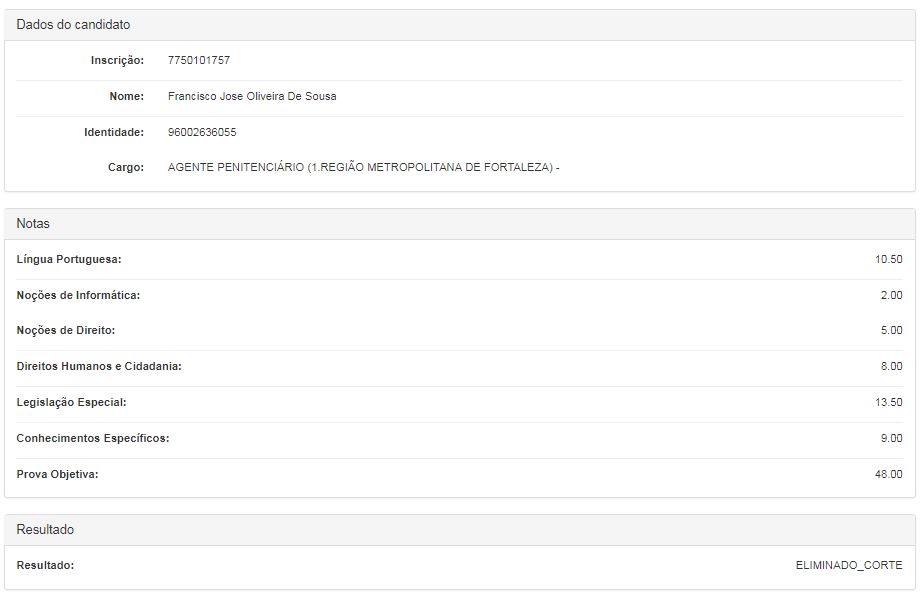 Dados do candidato
Inscrição: 7750101757
Nome: Francisco Jose Oliveira De Sousa
Identidade: 96002636055
Cargo: AGENTE PENITENCIÁRIO (1.REGIÃO METROPOLITANA DE FORTALEZA) -
Notas
Língua Portuguesa: 10.50
Noções de Informática: 2.00
Noções de Direito: 5.00
Direitos Humanos e Cidadania: 8.00
Legislação Especial: 13.50
Conhecimentos Específicos: 9.00
Prova Objetiva: 48.00
Resultado
Resultado: ELIMINADO_CORTE